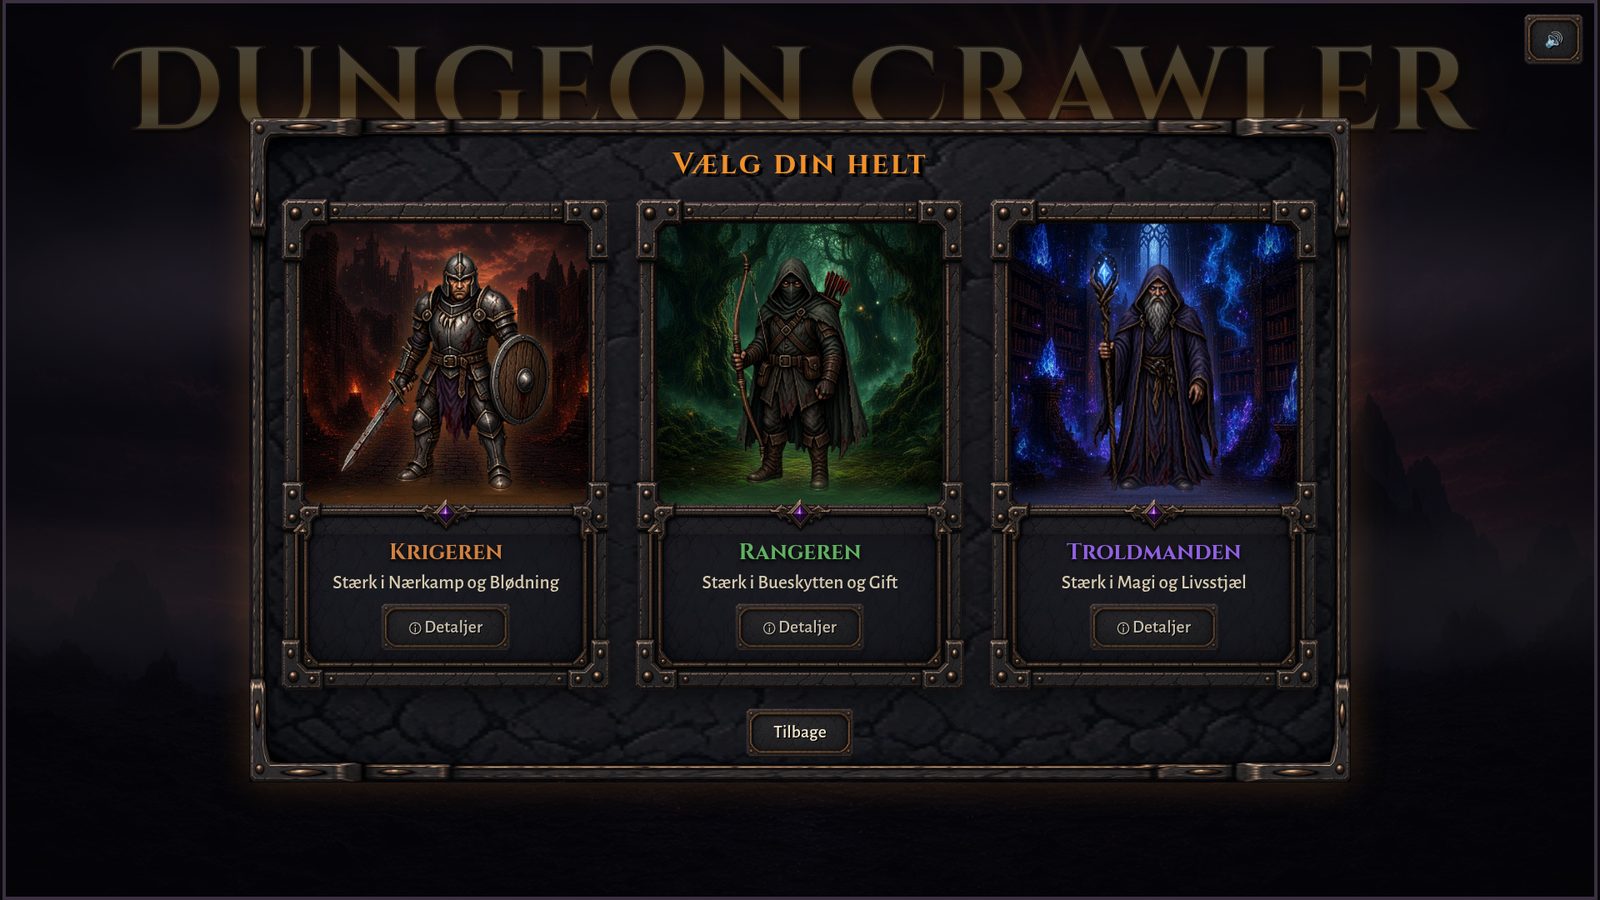 DUNGEON CRAWLER
VÆLG DIN HELT
KRIGEREN
Stærk i Nærkamp og Blødning
ⓘ Detaljer
RANGEREN
Stærk i Bueskytten og Gift
ⓘ Detaljer
TROLDMANDEN
Stærk i Magi og Livsstjæl
ⓘ Detaljer
Tilbage